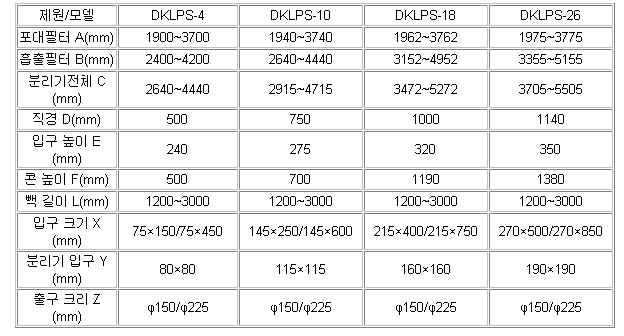 제원/모델 DKLPS-4 DKLPS-10 DKLPS-18 DKLPS-26
포대필터 A(mm) 1900~3700 1940~3740 1962~3762 1975~3775
흡출필터 B(mm) 2400~4200 2640~4440 3152~4952 3355~5155
분리기전체 C
(mm) 2640~4440 2915~4715 3472~5272 3705~5505
직경 D(mm) 500 750 1000 1140
입구 높이 E
(mm) 240 275 320 350
콘 높이 F(mm) 500 700 1190 1380
빽 길이 L(mm) 1200~3000 1200~3000 1200~3000 1200~3000
입구 크기 X
(mm) 75×150/75×450 145×250/145×600 215×400/215×750 270×500/270×850
분리기 입구 Y
(mm) 80×80 115×115 160×160 190×190
출구 크리 Z
(mm) φ150/φ225 φ150/φ225 φ150/φ225 φ150/φ225